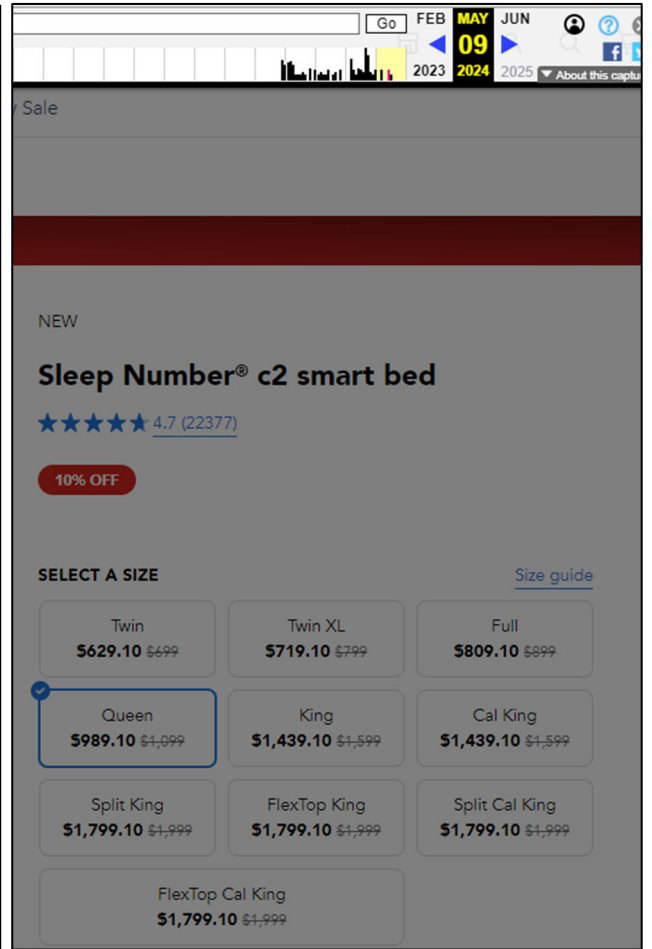 Go FEB MAY JUN
09
2023 2024 2025 ▼ About this captu
y Sale
NEW
Sleep Number® c2 smart bed
4.7 (22377)
10% OFF
SELECT A SIZE Size guide
Twin Twin XL Full
$629.10 $699 $719.10 $799 $809.10 $899
Queen King Cal King
$989.10 $1,099 $1,439.10 $1,599 $1,439.10 $1,599
Split King FlexTop King Split Cal King
$1,799.10 $1,999 $1,799.10 $1,999 $1,799.10 $1,999
FlexTop Cal King
$1,799.10 $1,999